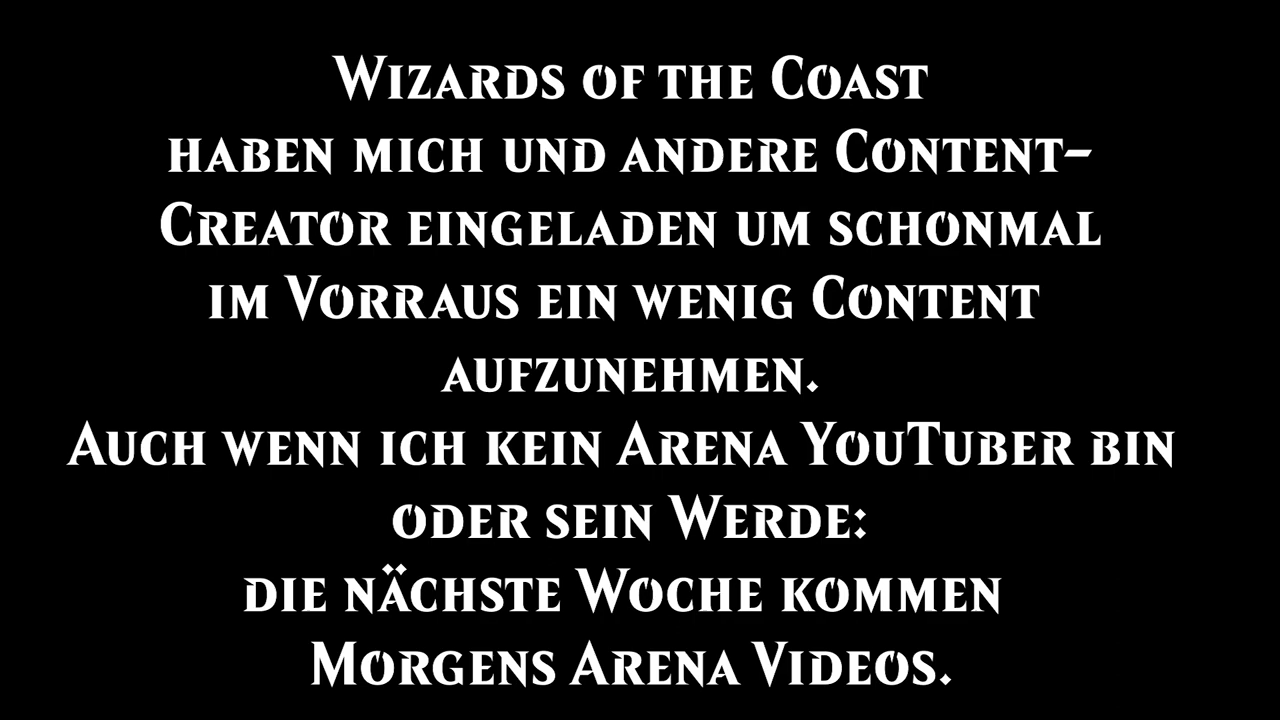 Wizards of the Coast
haben mich und andere Content-
Creator eingeladen um schonmal
im Vorraus ein wenig Content
aufzunehmen.
Auch wenn ich kein Arena YouTuber bin
oder sein Werde:
die nächste Woche kommen
Morgens Arena Videos.